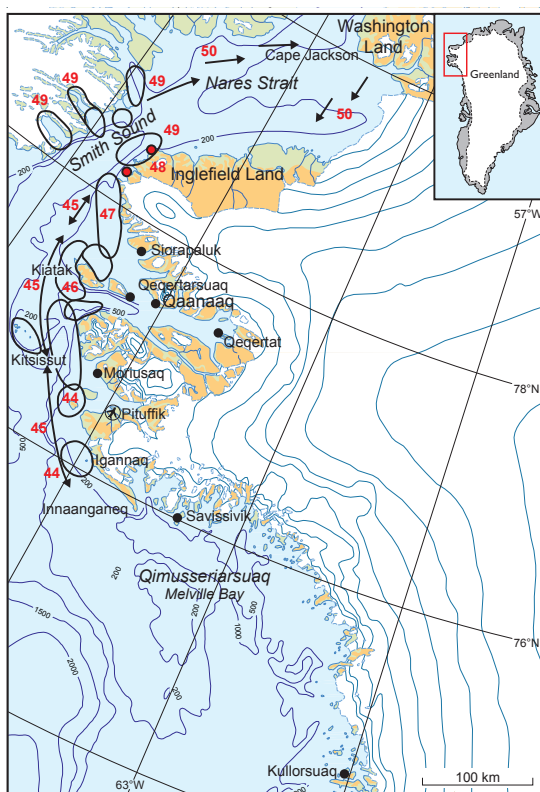 Washington
Land
50
Cape Jackson
Greenland
49
49
Nares Strait
49
50
Smith Sound
49
200
200
200
48
Inglefield Land
57°W
45
47
Siorapaluk
Kiatak
45
46
Qeqertarsuaq
Qaanaaq
500
200
Qeqertat
Kitsissut
Moriusaq
78°N
44
Pituffik
46
500
44
Igannaq
200
Innaanganeq
Savissivik
200
Qimusseriarsuaq
Melville Bay
200
500
1000
1500
2000
200
76°N
Kullorsuaq
100 km
63°W